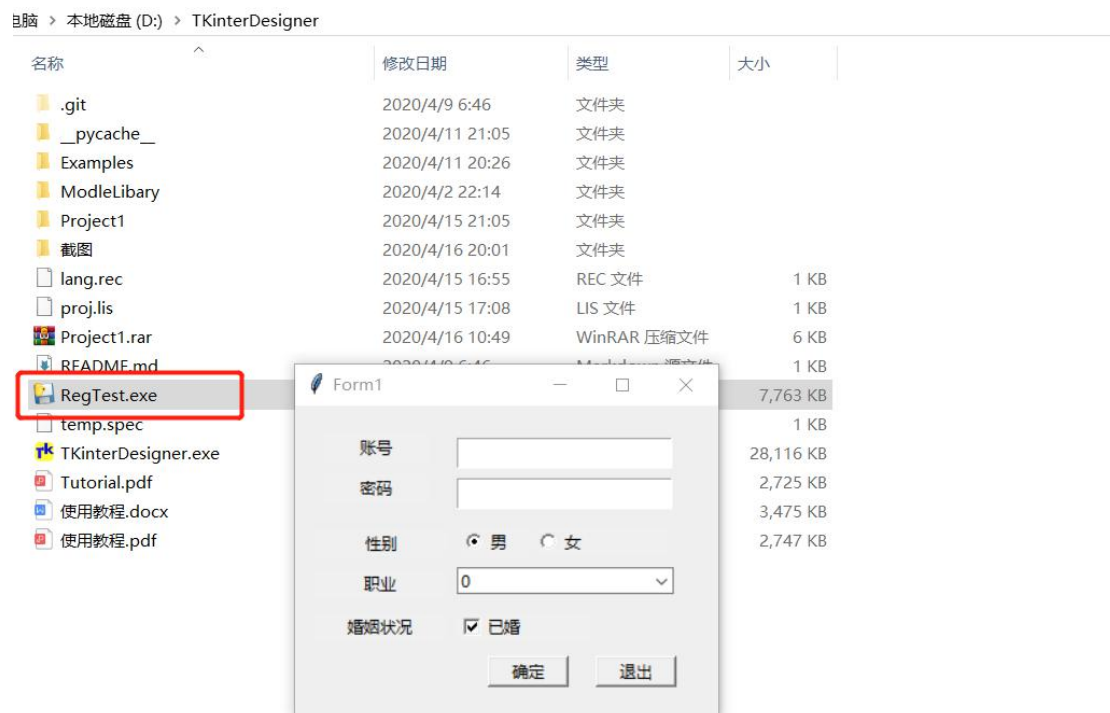 电脑 > 本地磁盘 (D:) > TKinterDesigner
名称 修改日期 类型 大小
.git 2020/4/9 6:46 文件夹
__pycache__ 2020/4/11 21:05 文件夹
Examples 2020/4/11 20:26 文件夹
ModleLibary 2020/4/2 22:14 文件夹
Project1 2020/4/15 21:05 文件夹
截图 2020/4/16 20:01 文件夹
lang.rec 2020/4/15 16:55 REC 文件 1 KB
proj.lis 2020/4/15 17:08 LIS 文件 1 KB
Project1.rar 2020/4/16 10:49 WinRAR 压缩文件 6 KB
README.md 2020/4/9 6:46 Markdown 源文件 1 KB
RegTest.exe 7,763 KB
temp.spec 1 KB
TKinterDesigner.exe 28,116 KB
Tutorial.pdf 2,725 KB
使用教程.docx 3,475 KB
使用教程.pdf 2,747 KB
Form1
账号
密码
性别 男 女
职业 0
婚姻状况 已婚
确定 退出